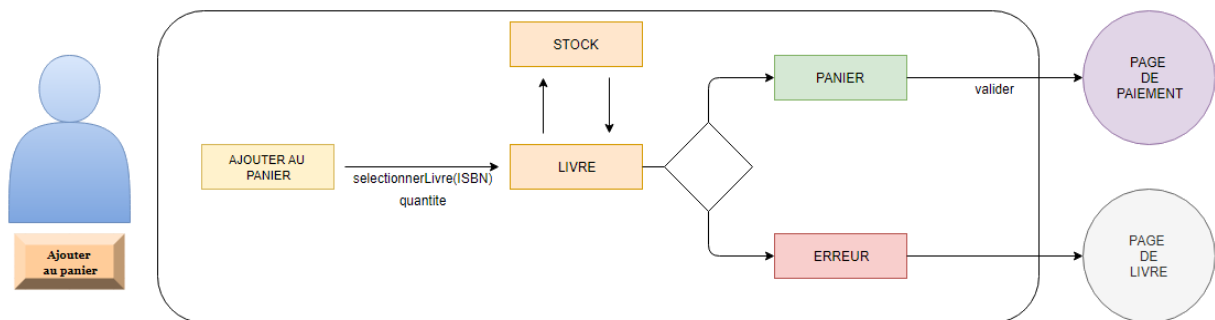 STOCK
PANIER
valider
PAGE
DE
PAIEMENT
AJOUTER AU
PANIER
selectionnerLivre(ISBN)
quantite
LIVRE
Ajouter
au panier
ERREUR
PAGE
DE
LIVRE